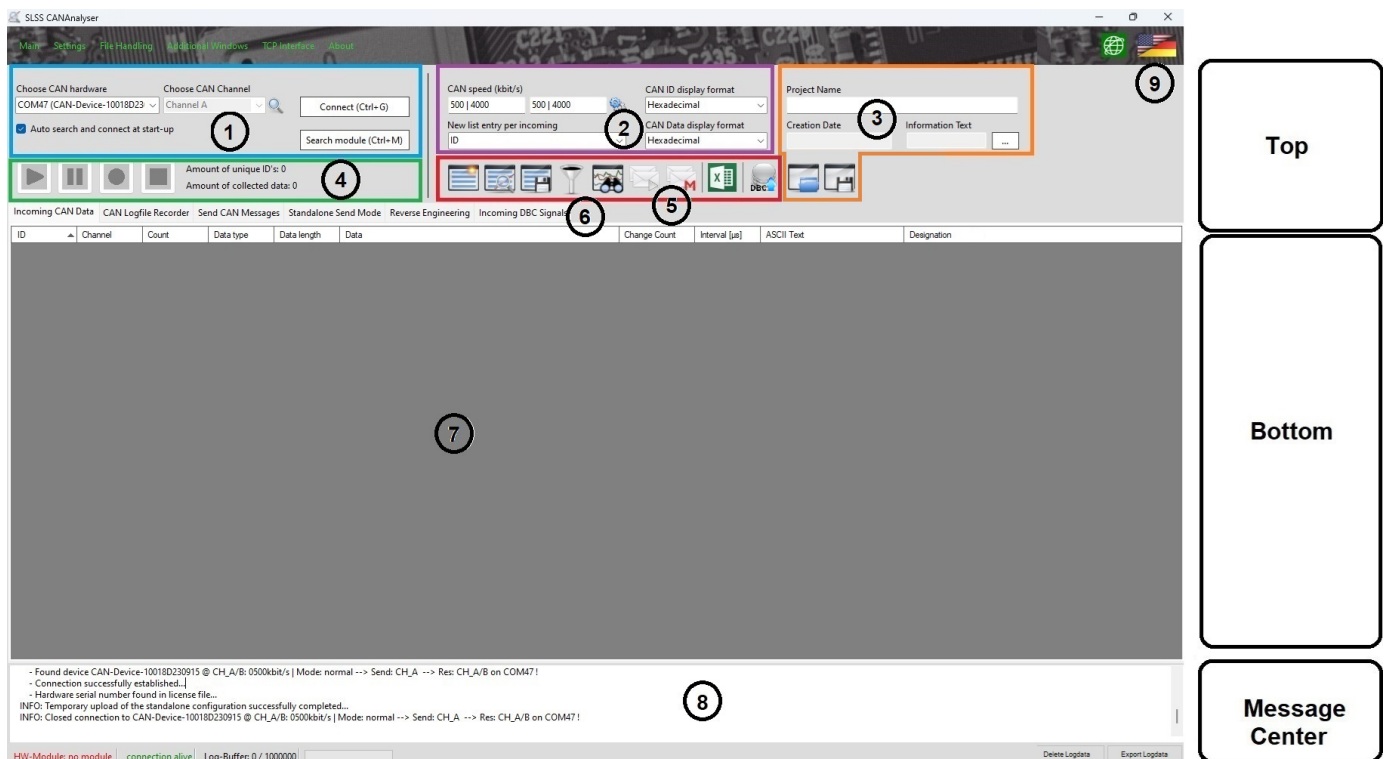 SLSS CANAnalyser
Main Settings File Handling Additional Windows TCP Interface About
9
Choose CAN hardware
Choose CAN Channel
COM47 (CAN-Device-10018D23
Channel A
Connect (Ctrl+G)
Auto search and connect at start-up
1
Search module (Ctrl+M)
CAN speed (kbit/s)
CAN ID display format
500 | 4000
500 | 4000
Hexadecimal
New list entry per incoming
2
CAN Data display format
ID
Hexadecimal
Project Name
3
Creation Date
Information Text
...
Amount of unique ID's: 0
Amount of collected data: 0
4
M
X
DBC
5
6
Incoming CAN Data CAN Logfile Recorder Send CAN Messages Standalone Send Mode Reverse Engineering Incoming DBC Signals
ID Channel Count Data type Data length Data Change Count Interval [µs] ASCII Text Designation
7
- Found device CAN-Device-10018D230915 @ CH_A/B: 0500kbit/s | Mode: normal --> Send: CH_A --> Res: CH_A/B on COM47 !
- Connection successfully established...
- Hardware serial number found in license file...
INFO: Temporary upload of the standalone configuration successfully completed...
INFO: Closed connection to CAN-Device-10018D230915 @ CH_A/B: 0500kbit/s | Mode: normal --> Send: CH_A --> Res: CH_A/B on COM47 !
8
HW-Module: no module connection alive Log-Buffer: 0 / 1000000
Delete Logdata Export Logdata
Top
Bottom
Message
Center